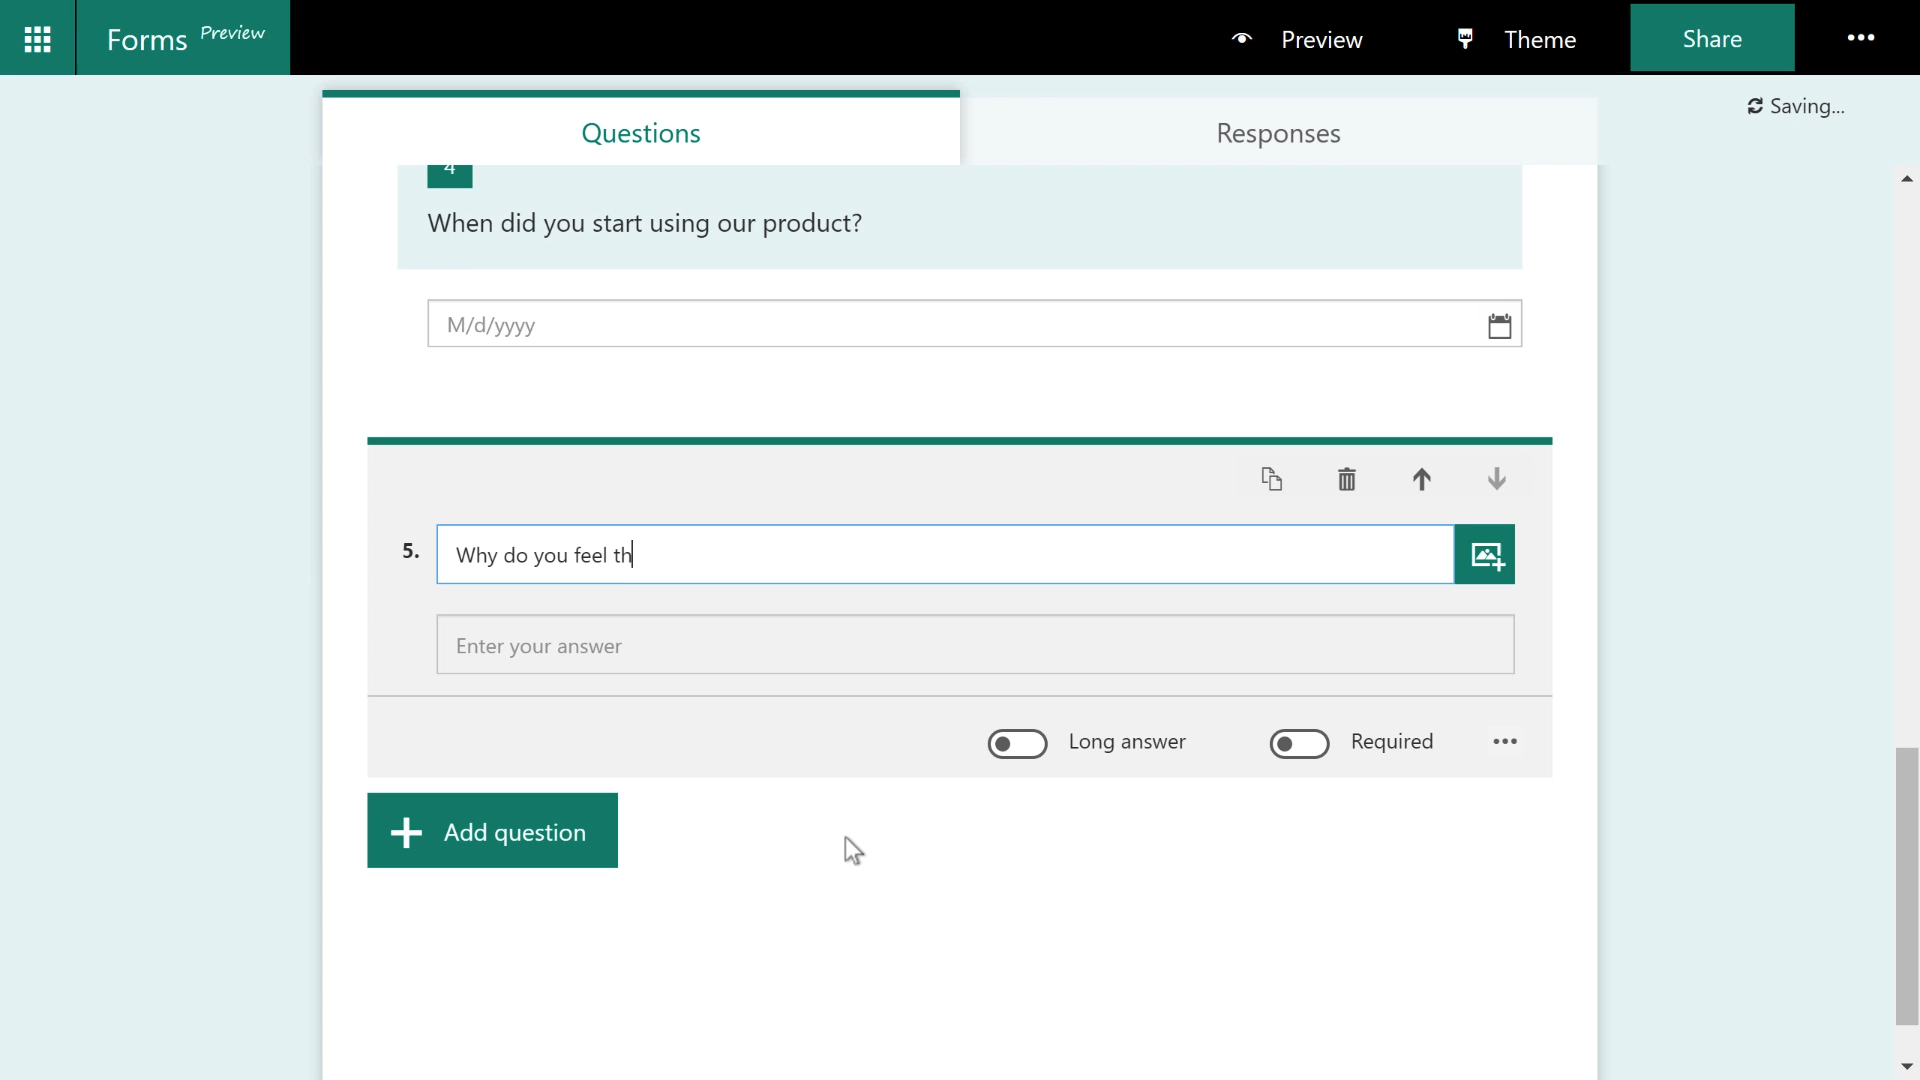 Forms Preview
Preview
Theme
Share
Saving...
Questions
Responses
4
When did you start using our product?
M/d/yyyy
5.
Why do you feel th
Enter your answer
Long answer
Required
Add question